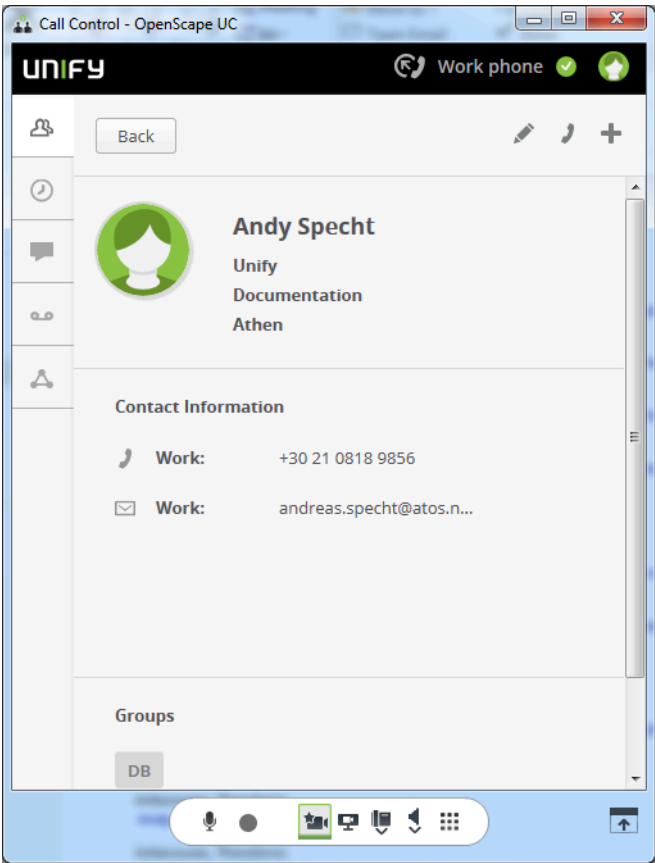 Call Control - OpenScape UC
UNIFY
Work phone
Back
Andy Specht
Unify
Documentation
Athen
Contact Information
Work: +30 21 0818 9856
Work: andreas.specht@atos.n...
Groups
DB